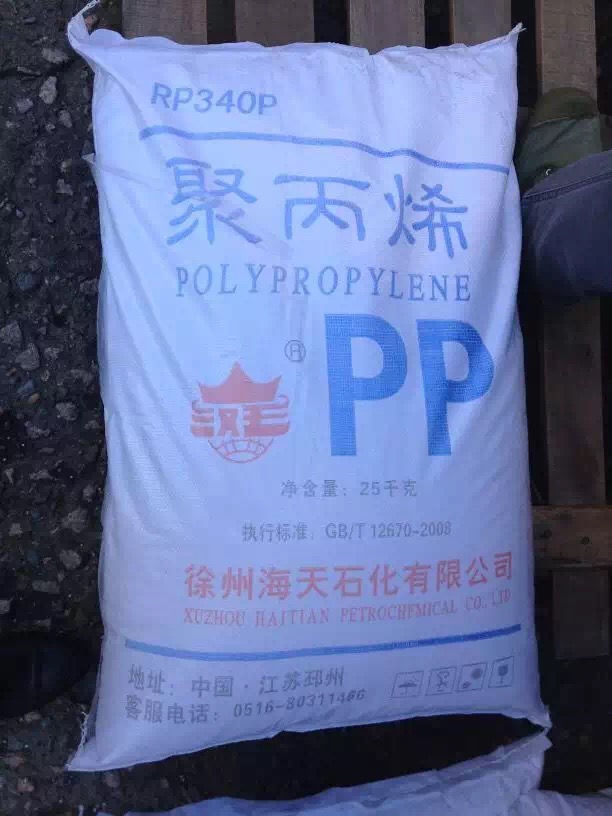 RP340P
聚丙烯
POLYPROPYLENE
®
PP
汉王
净含量：25千克
执行标准：GB/T 12670-2008
徐州海天石化有限公司
XUZHOU HAITIAN PETROCHEMICAL CO., LTD
地址：中国·江苏邳州
客服电话：0516-80311466